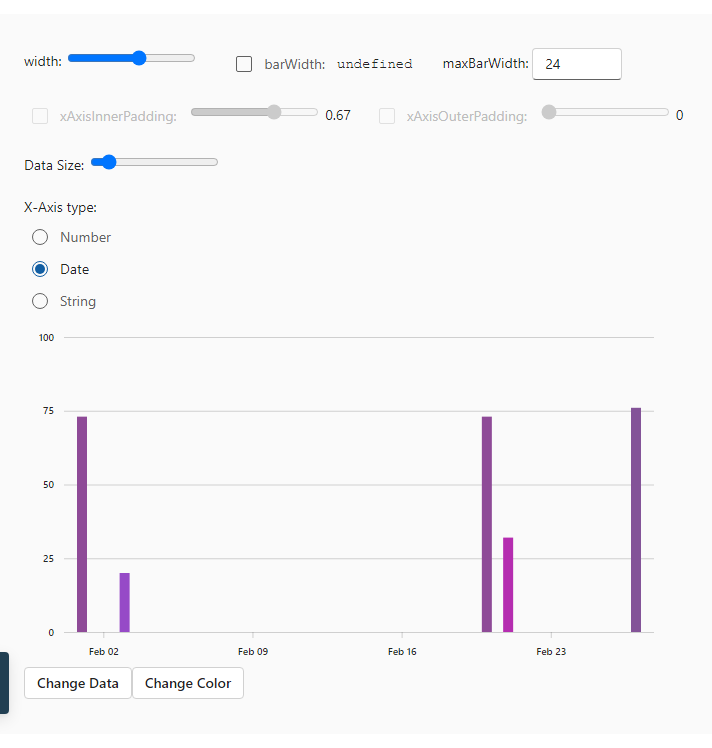 width: barWidth: undefined maxBarWidth: 24
xAxisInnerPadding: 0.67 xAxisOuterPadding: 0
Data Size:
X-Axis type:
Number
Date
String
100
75
50
25
0
Feb 02 Feb 09 Feb 16 Feb 23
Change Data Change Color